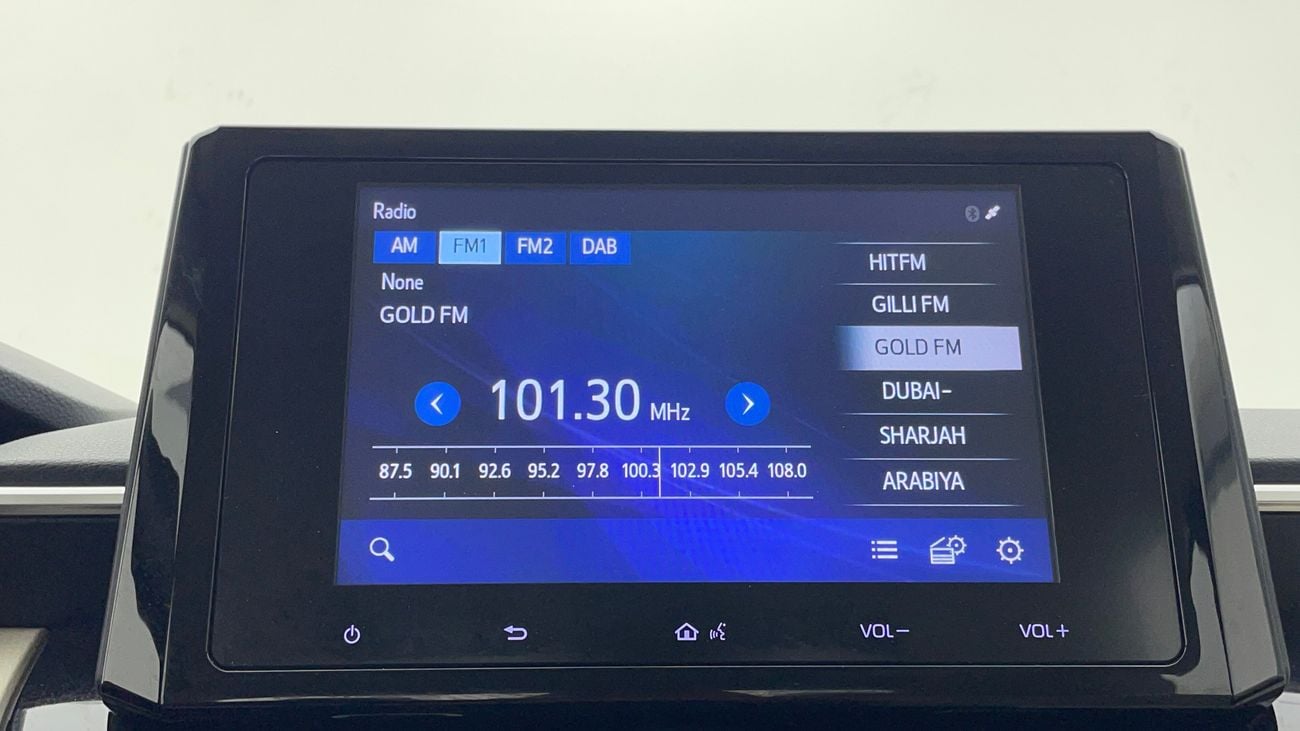 Radio
AM FM1 FM2 DAB
None
GOLD FM
101.30 MHz
87.5 90.1 92.6 95.2 97.8 100.3 102.9 105.4 108.0
HITFM
GILLI FM
GOLD FM
DUBAI-
SHARJAH
ARABIYA
VOL− VOL+